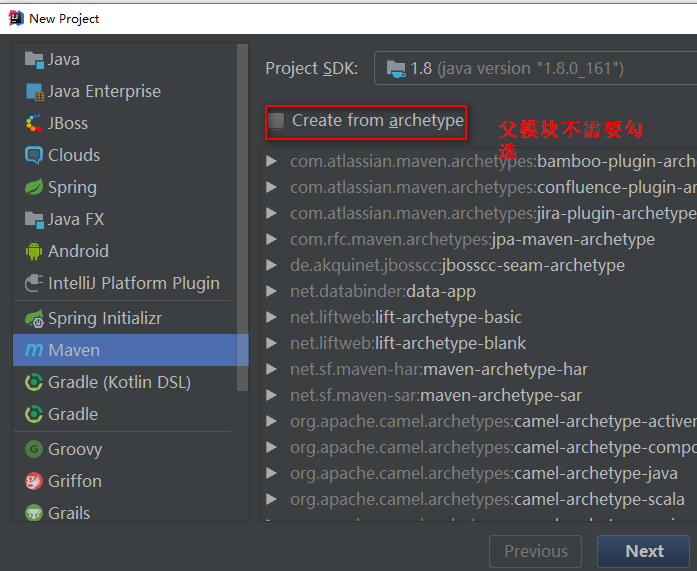 New Project
Java
Java Enterprise
JBoss
Clouds
Spring
Java FX
Android
IntelliJ Platform Plugin
Spring Initializr
Maven
Gradle (Kotlin DSL)
Gradle
Groovy
Griffon
Grails
Project SDK: 1.8 (java version "1.8.0_161")
Create from archetype
父模块不需要勾
选
com.atlassian.maven.archetypes:bamboo-plugin-arch
com.atlassian.maven.archetypes:confluence-plugin-ar
com.atlassian.maven.archetypes:jira-plugin-archetype
com.rfc.maven.archetypes:jpa-maven-archetype
de.akquinet.jbosscc:jbosscc-seam-archetype
net.databinder:data-app
net.liftweb:lift-archetype-basic
net.liftweb:lift-archetype-blank
net.sf.maven-har:maven-archetype-har
net.sf.maven-sar:maven-archetype-sar
org.apache.camel.archetypes:camel-archetype-activem
org.apache.camel.archetypes:camel-archetype-compo
org.apache.camel.archetypes:camel-archetype-java
org.apache.camel.archetypes:camel-archetype-scala
Previous
Next